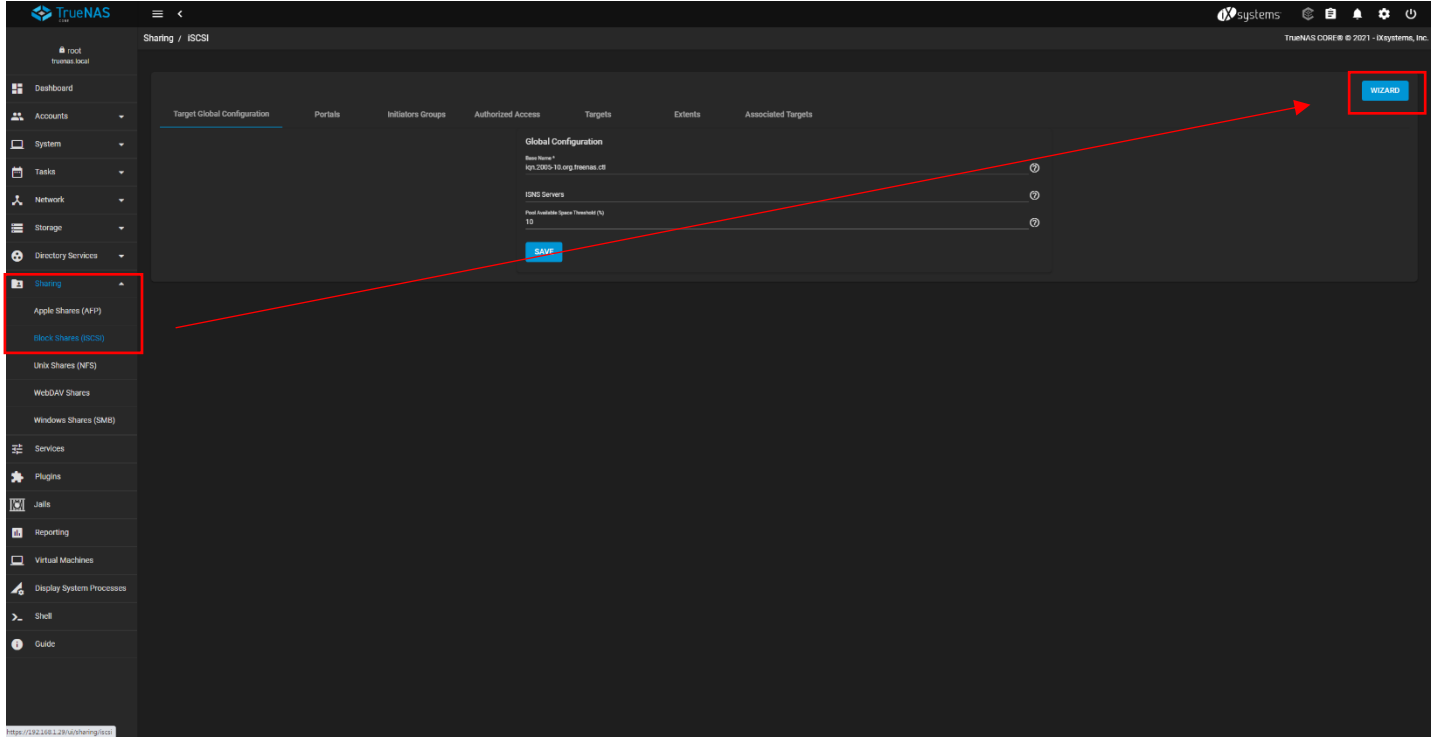 TrueNAS
CORE
iXsystems
root
truenas.local
Sharing / iSCSI
TrueNAS CORE® © 2021 - iXsystems, Inc.
Dashboard
Accounts
System
Tasks
Network
Storage
Directory Services
Sharing
Apple Shares (AFP)
Block Shares (iSCSI)
Unix Shares (NFS)
WebDAV Shares
Windows Shares (SMB)
Services
Plugins
Jails
Reporting
Virtual Machines
Display System Processes
Shell
Guide
WIZARD
Target Global Configuration Portals Initiators Groups Authorized Access Targets Extents Associated Targets
Global Configuration
Base Name *
iqn.2005-10.org.freenas.ctl
ISNS Servers
Pool Available Space Threshold (%)
10
SAVE
https://192.168.1.29/ui/sharing/iscsi